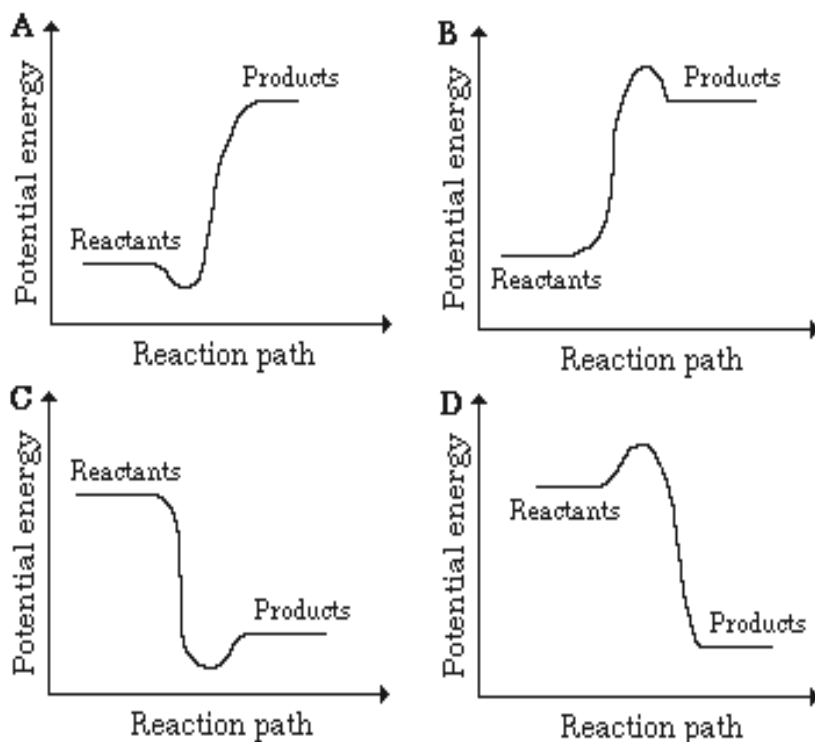 A
Potential energy
Products
Reactants
Reaction path
B
Potential energy
Products
Reactants
Reaction path
C
Potential energy
Reactants
Products
Reaction path
D
Potential energy
Reactants
Products
Reaction path